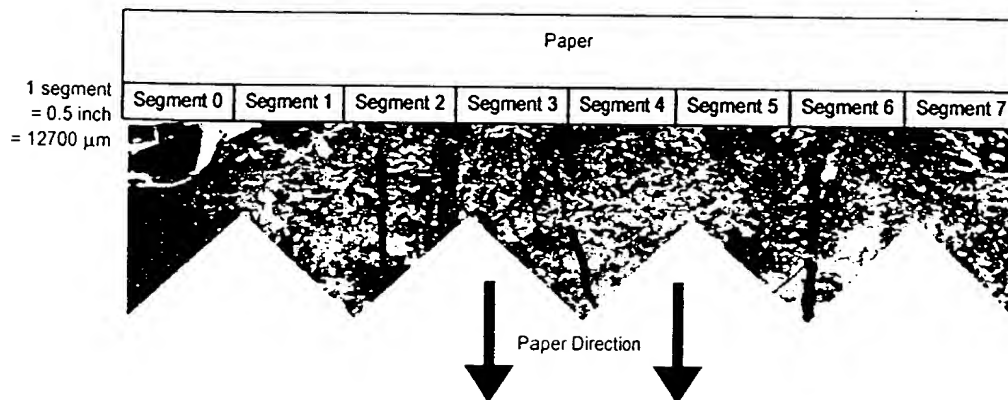 Paper
1 segment
= 0.5 inch
= 12700 µm
Segment 0 Segment 1 Segment 2 Segment 3 Segment 4 Segment 5 Segment 6 Segment 7
Paper Direction